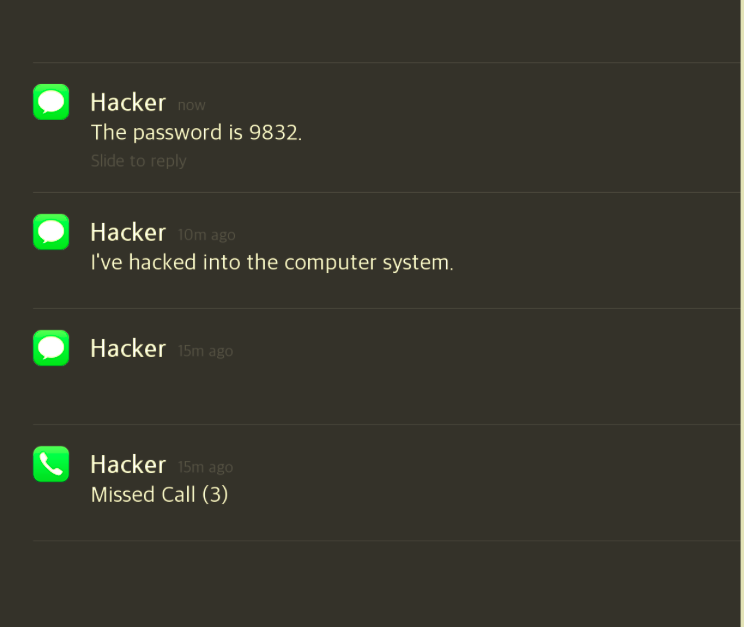 Hacker now
The password is 9832.
Slide to reply
Hacker 10m ago
I've hacked into the computer system.
Hacker 15m ago
Hacker 15m ago
Missed Call (3)